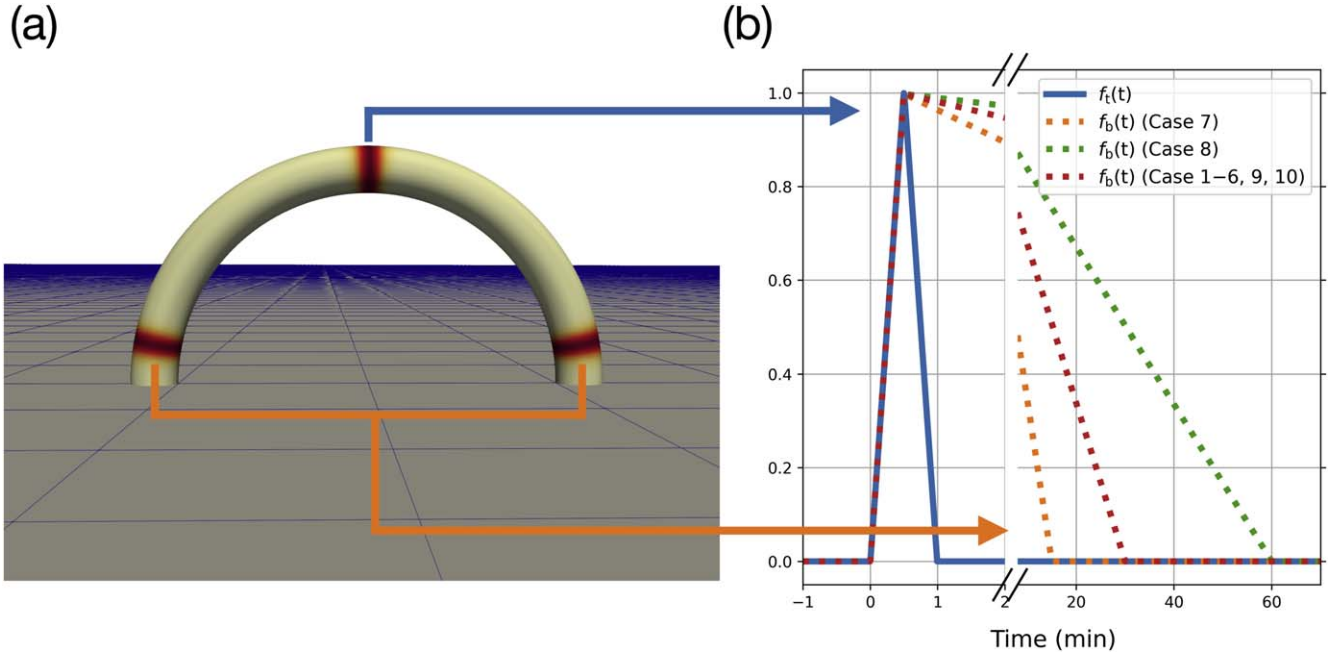 (a)
(b)
1.0
0.8
0.6
0.4
0.2
0.0
fₜ(t)
f_b(t) (Case 7)
f_b(t) (Case 8)
f_b(t) (Case 1−6, 9, 10)
−1 0 1 2 20 40 60
Time (min)